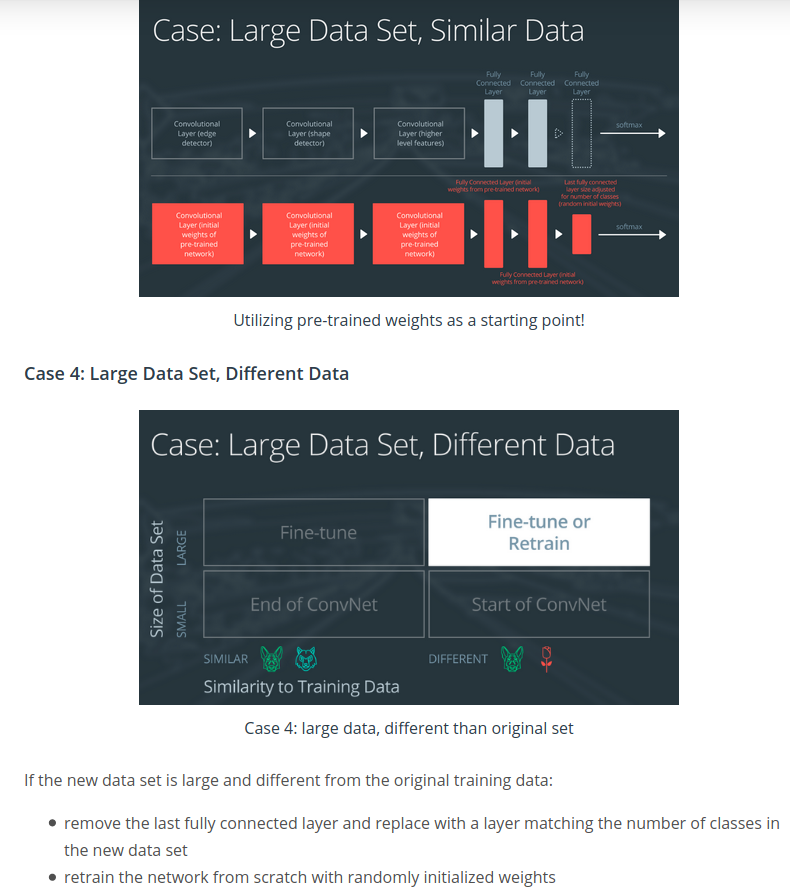 Case: Large Data Set, Similar Data
Fully
Connected
Layer
Fully
Connected
Layer
Fully
Connected
Layer
Convolutional
Layer (edge
detector)
Convolutional
Layer (shape
detector)
Convolutional
Layer (higher
level features)
softmax
Fully Connected Layer (initial
weights from pre-trained network)
Last fully connected
layer size adjusted
for number of classes
(random initial weights)
Convolutional
Layer (initial
weights of
pre-trained
network)
Convolutional
Layer (initial
weights of
pre-trained
network)
Convolutional
Layer (initial
weights of
pre-trained
network)
softmax
Fully Connected Layer (initial
weights from pre-trained network)
Utilizing pre-trained weights as a starting point!
Case 4: Large Data Set, Different Data
Case: Large Data Set, Different Data
Size of Data Set
LARGE
SMALL
Fine-tune
Fine-tune or
Retrain
End of ConvNet
Start of ConvNet
SIMILAR
DIFFERENT
Similarity to Training Data
Case 4: large data, different than original set
If the new data set is large and different from the original training data:
remove the last fully connected layer and replace with a layer matching the number of classes in
the new data set
retrain the network from scratch with randomly initialized weights